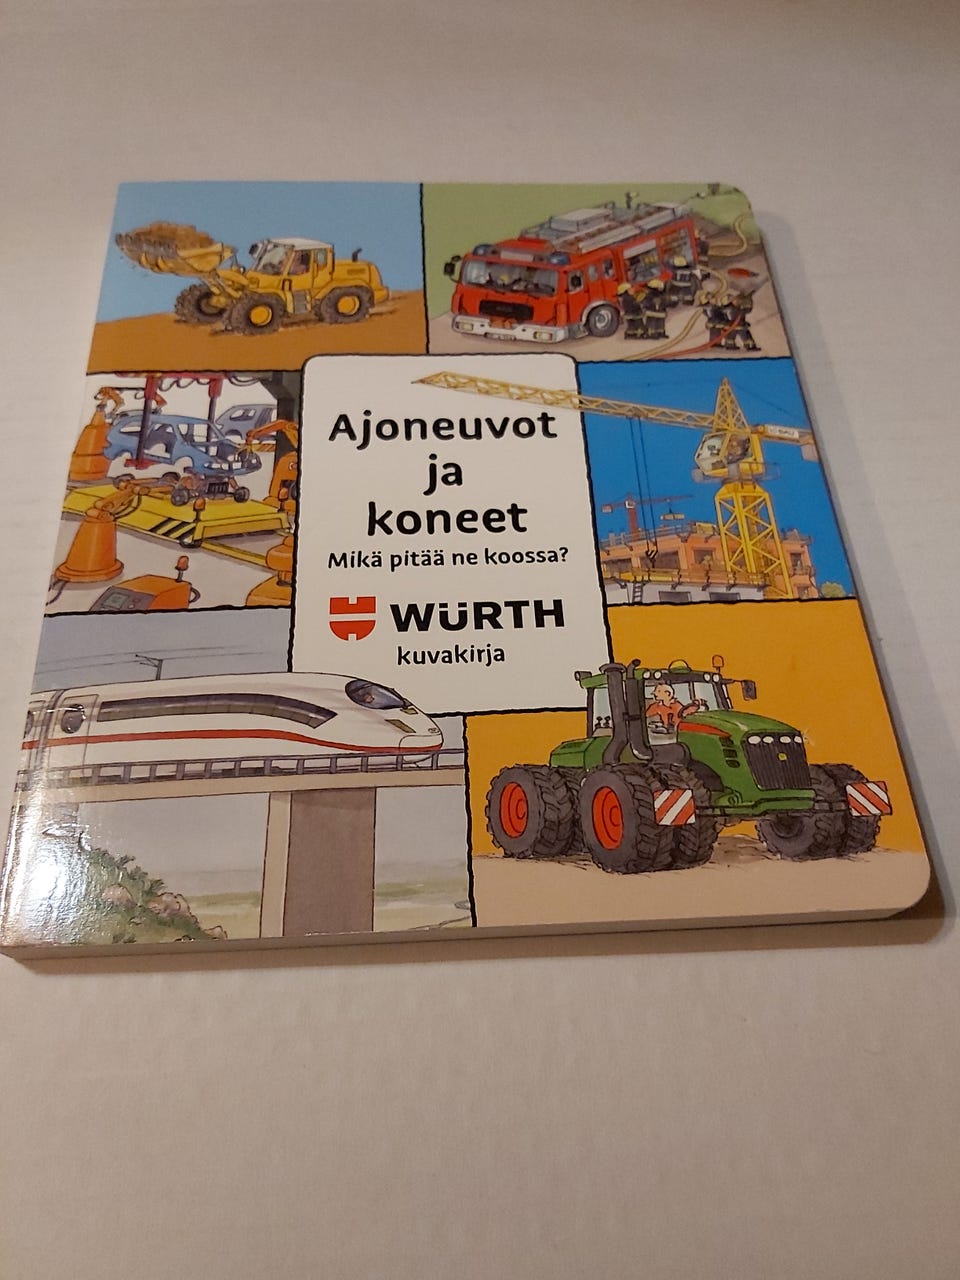 Ajoneuvot
ja
koneet
Mikä pitää ne koossa?
WÜRTH
kuvakirja